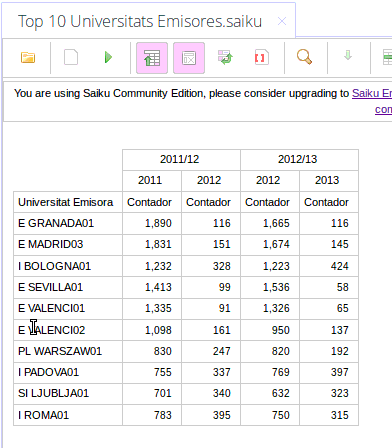 Top 10 Universitats Emisores.saiku ×
You are using Saiku Community Edition, please consider upgrading to Saiku
2011/12 2012/13
2011 2012 2012 2013
Universitat Emisora Contador Contador Contador Contador
E GRANADA01 1,890 116 1,665 116
E MADRID03 1,831 151 1,674 145
I BOLOGNA01 1,232 328 1,223 424
E SEVILLA01 1,413 99 1,536 58
E VALENCI01 1,335 91 1,326 65
E VALENCI02 1,098 161 950 137
PL WARSZAW01 830 247 820 192
I PADOVA01 755 337 769 397
SI LJUBLJA01 701 340 632 323
I ROMA01 783 395 750 315